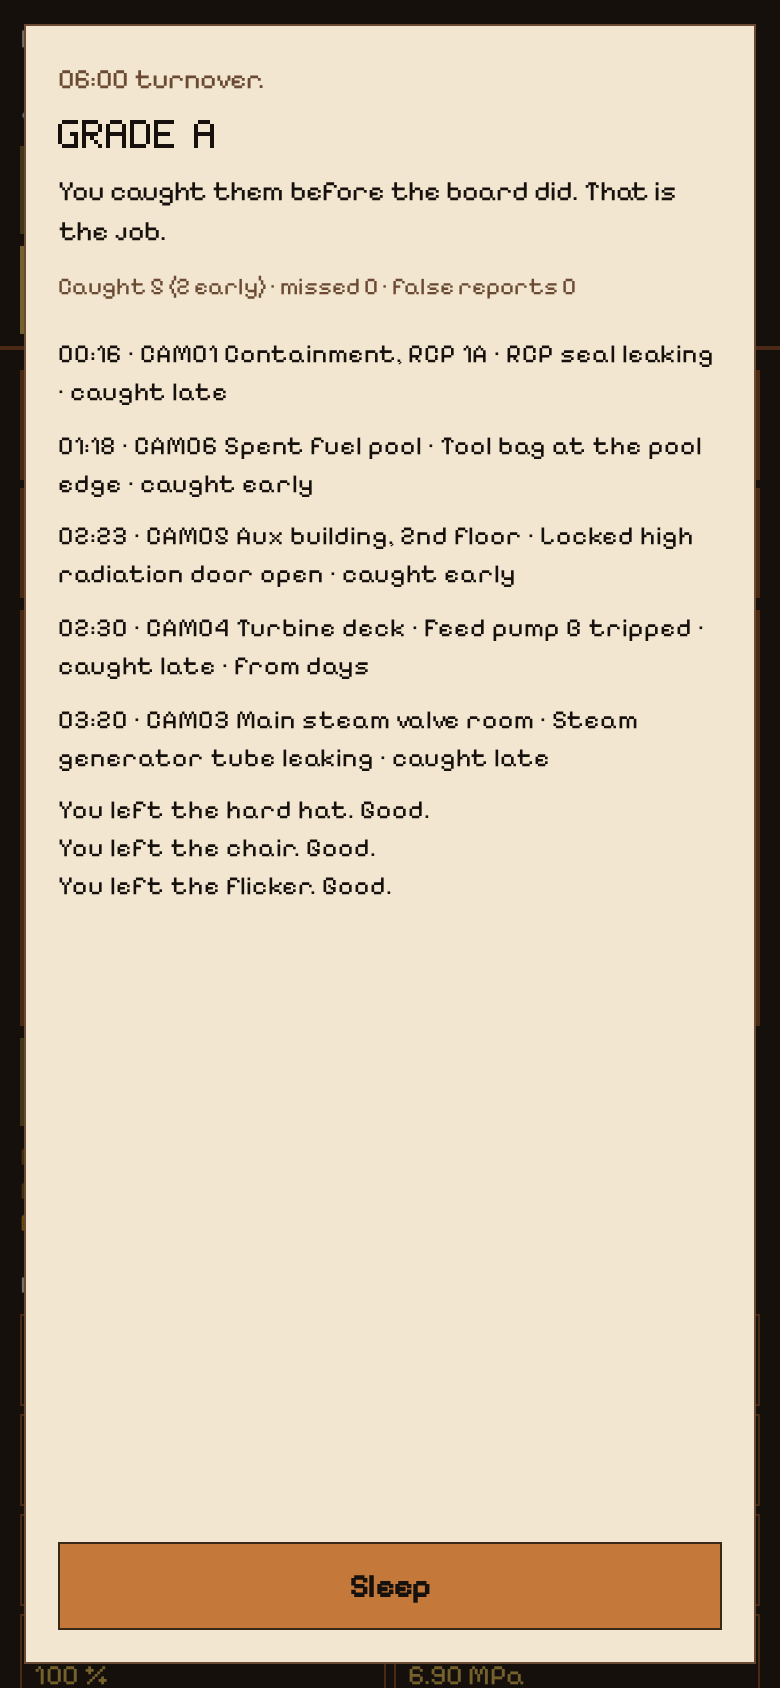 06:00 turnover.
GRADE A
You caught them before the board did. That is
the job.
Caught 5 (2 early) · missed 0 · false reports 0
00:16 · CAM01 Containment, RCP 1A · RCP seal leaking
· caught late
01:18 · CAM06 Spent fuel pool · Tool bag at the pool
edge · caught early
02:23 · CAM05 Aux building, 2nd floor · Locked high
radiation door open · caught early
02:30 · CAM04 Turbine deck · Feed pump B tripped ·
caught late · from days
03:20 · CAM03 Main steam valve room · Steam
generator tube leaking · caught late
You left the hard hat. Good.
You left the chair. Good.
You left the flicker. Good.
Sleep
100 %
6.90 MPa